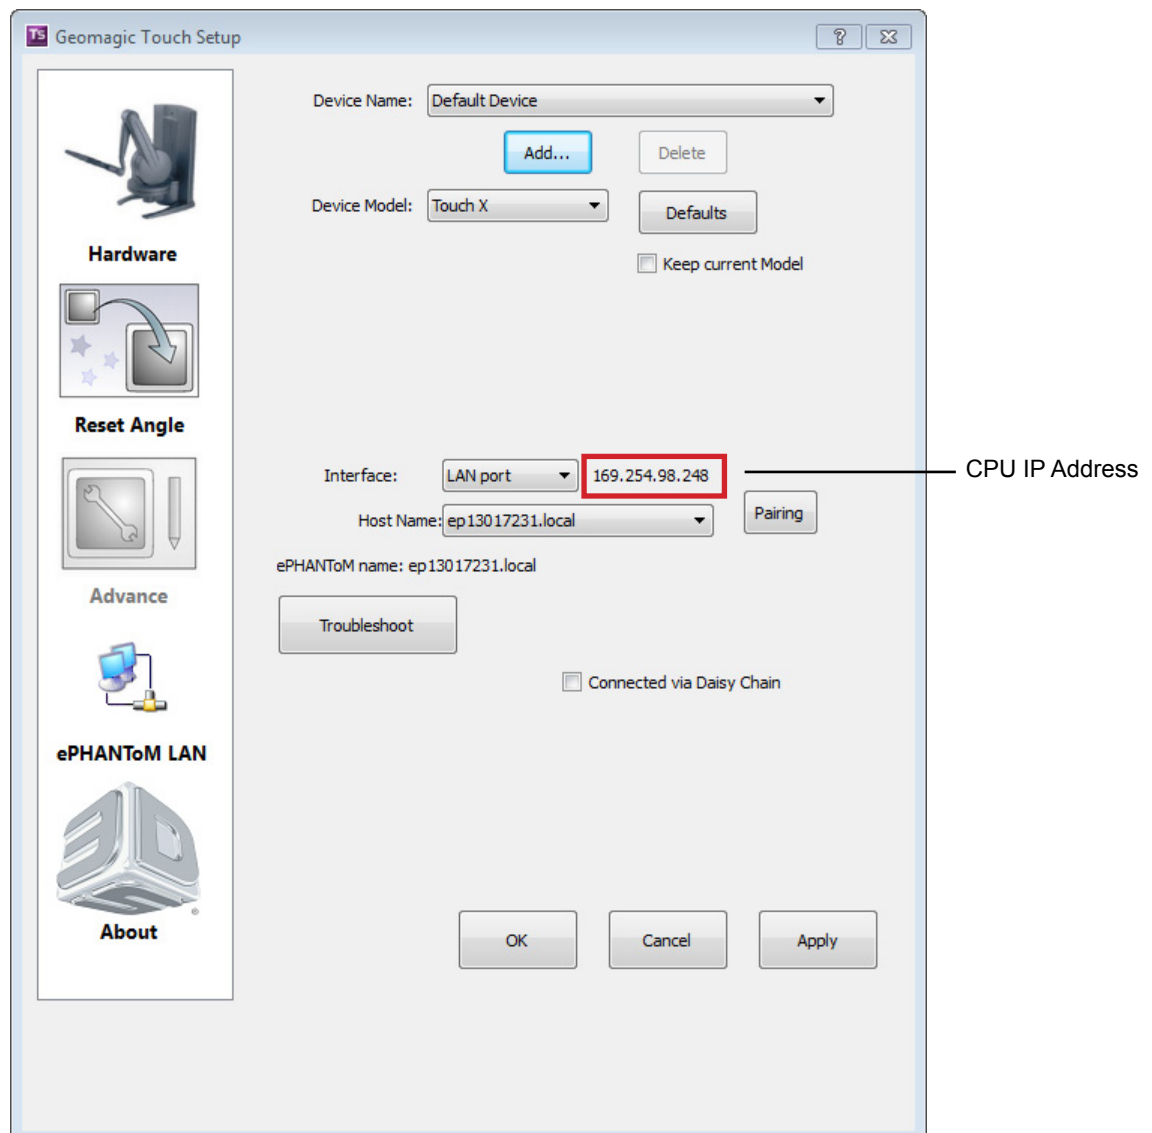 TS Geomagic Touch Setup
Device Name: Default Device
Add... Delete
Device Model: Touch X Defaults
Keep current Model
Hardware
Reset Angle
Advance
ePHANToM LAN
About
Interface: LAN port 169.254.98.248
CPU IP Address
Host Name: ep13017231.local Pairing
ePHANToM name: ep13017231.local
Troubleshoot
Connected via Daisy Chain
OK Cancel Apply